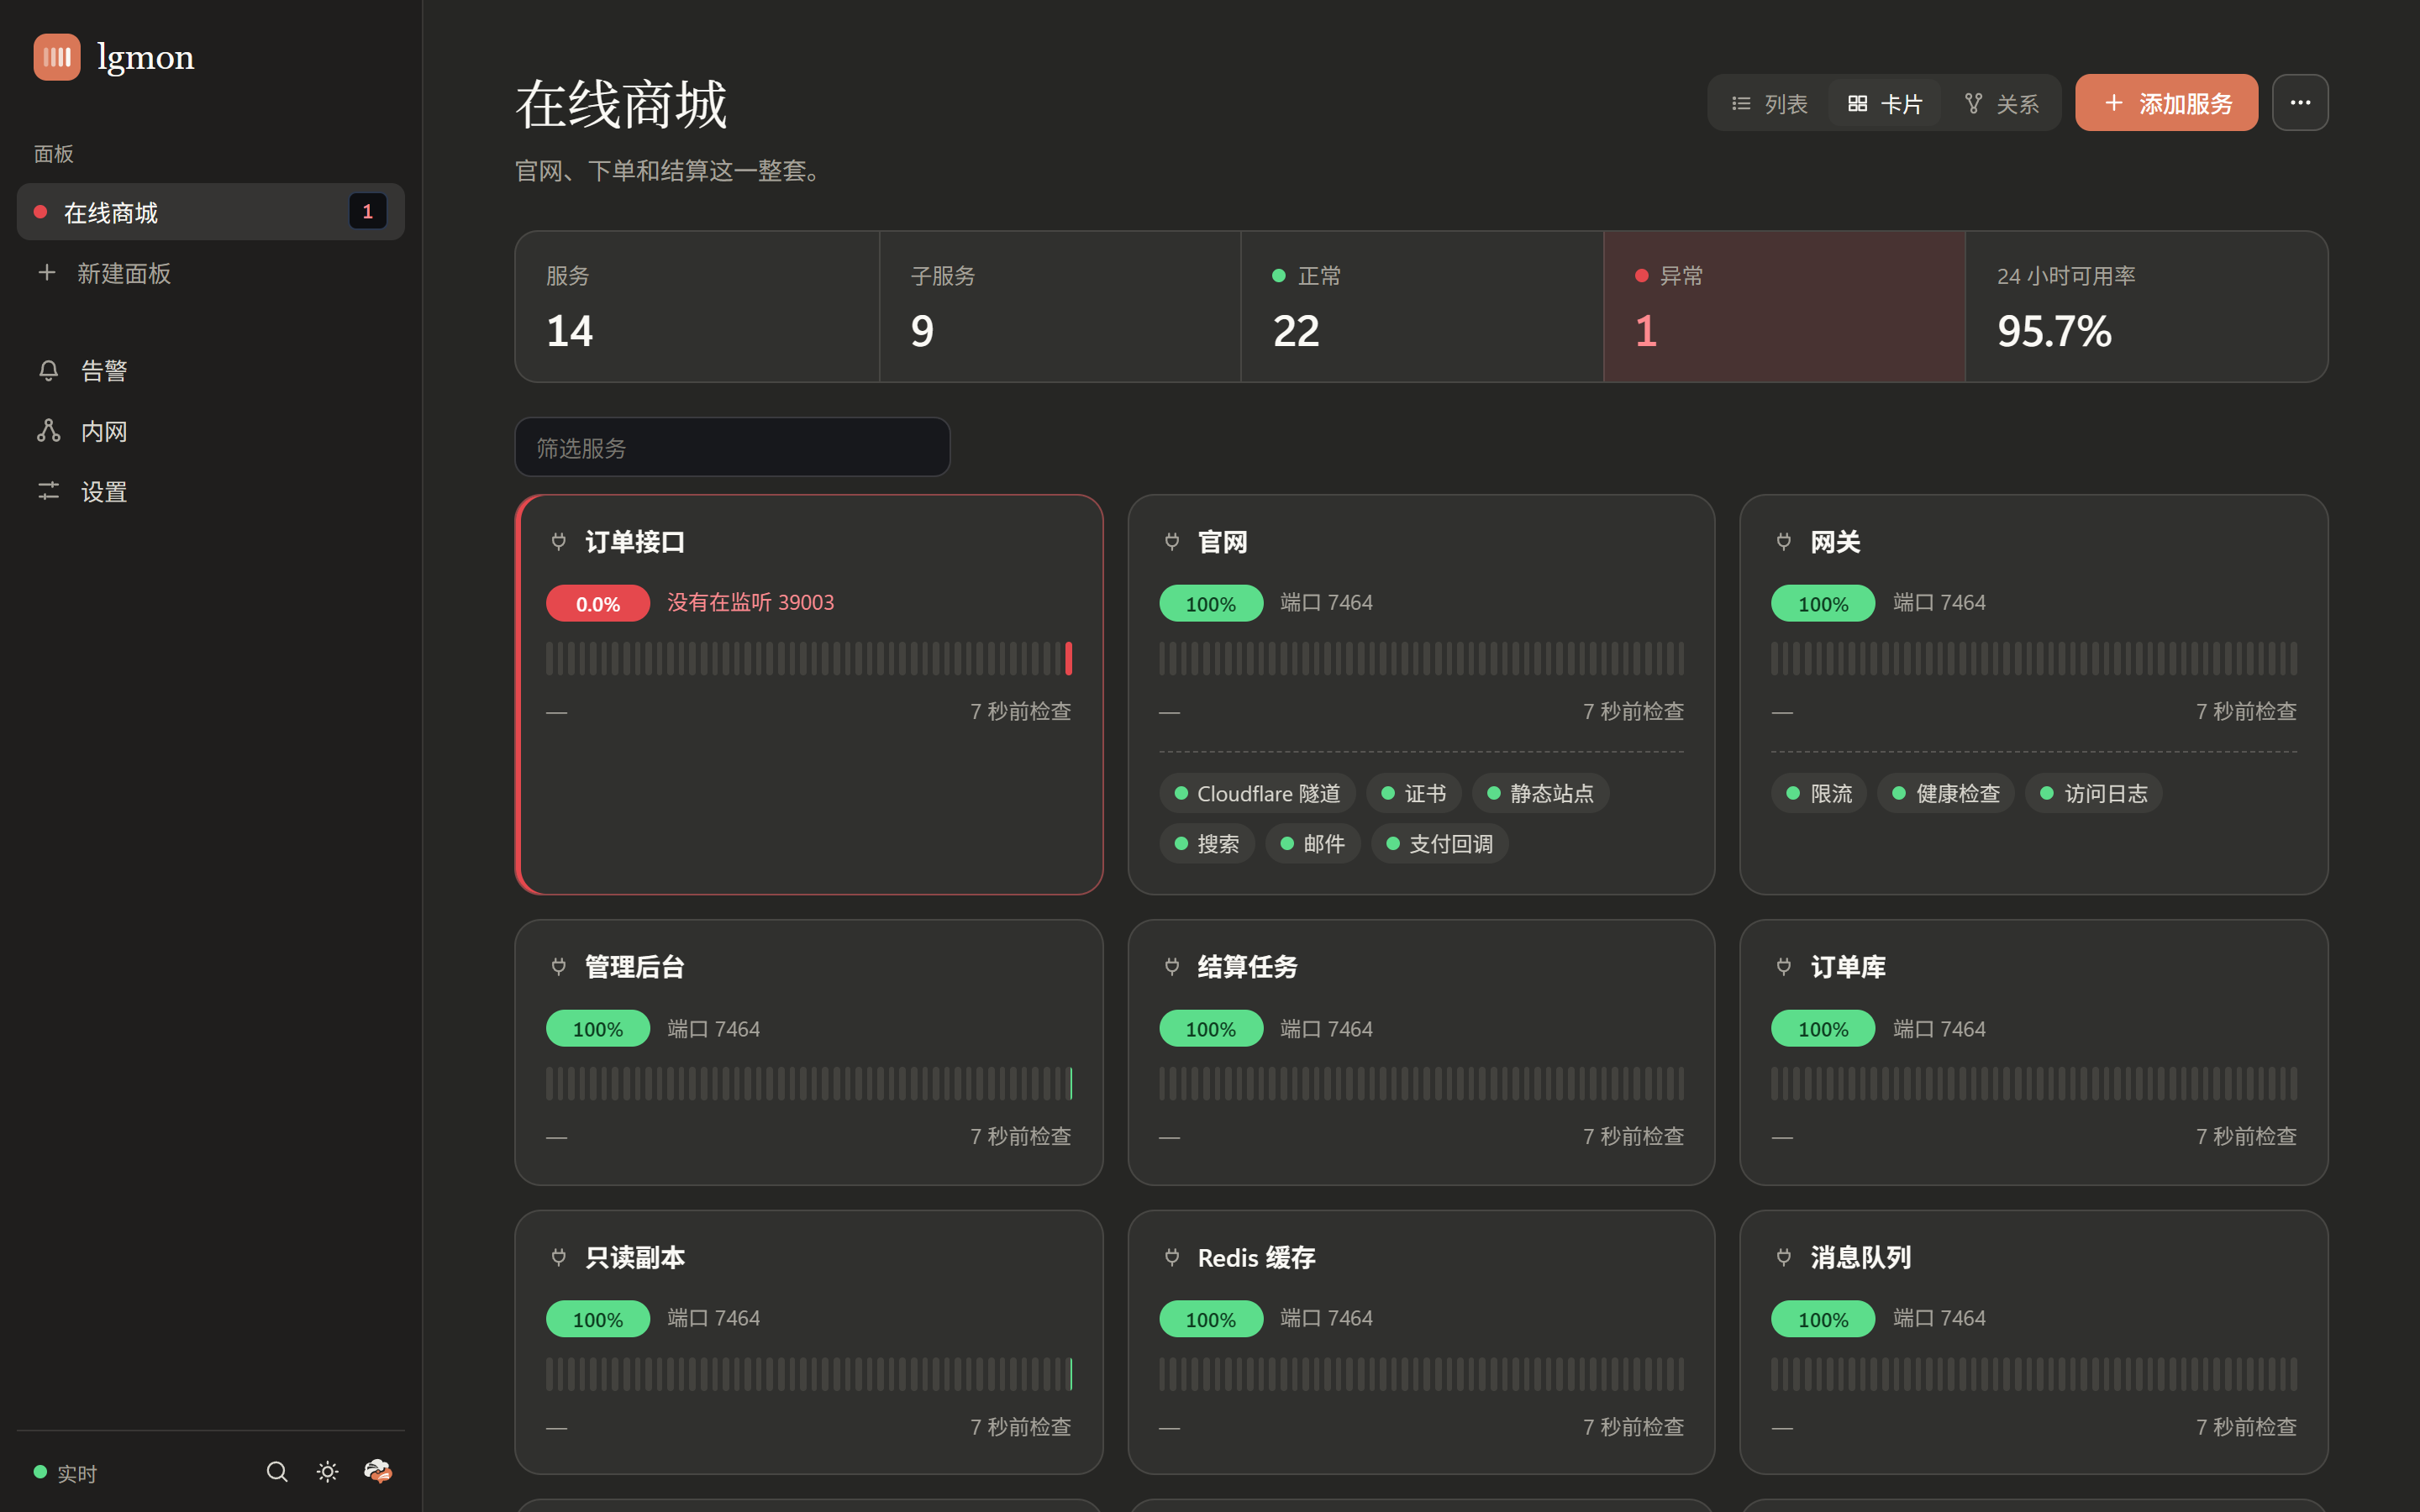 lgmon
面板
在线商城 1
新建面板
告警
内网
设置
实时
在线商城
官网、下单和结算这一整套。
列表 卡片 关系 添加服务
服务 子服务 正常 异常 24 小时可用率
14 9 22 1 95.7%
筛选服务
订单接口
0.0% 没有在监听 39003
— 7 秒前检查
官网
100% 端口 7464
— 7 秒前检查
Cloudflare 隧道 证书 静态站点
搜索 邮件 支付回调
网关
100% 端口 7464
— 7 秒前检查
限流 健康检查 访问日志
管理后台
100% 端口 7464
— 7 秒前检查
结算任务
100% 端口 7464
— 7 秒前检查
订单库
100% 端口 7464
— 7 秒前检查
只读副本
100% 端口 7464
— 7 秒前检查
Redis 缓存
100% 端口 7464
— 7 秒前检查
消息队列
100% 端口 7464
— 7 秒前检查